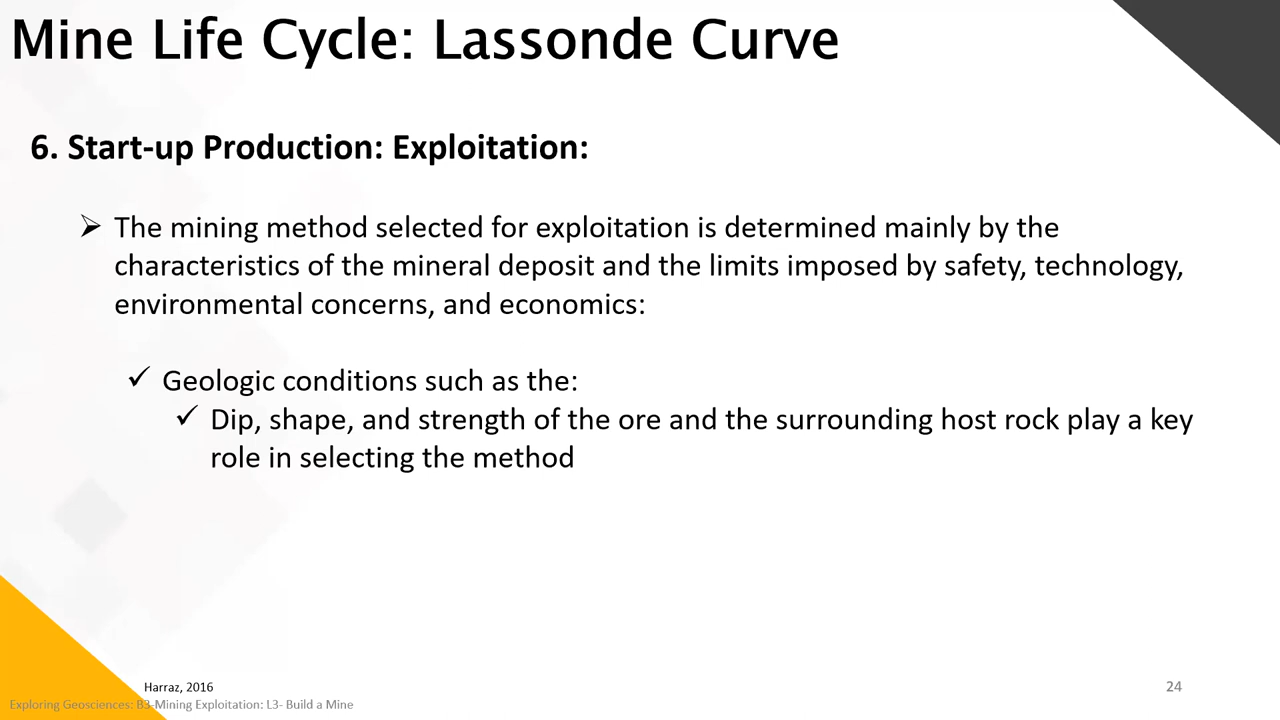 Mine Life Cycle: Lassonde Curve
6. Start-up Production: Exploitation:
➢ The mining method selected for exploitation is determined mainly by the
characteristics of the mineral deposit and the limits imposed by safety, technology,
environmental concerns, and economics:
✓ Geologic conditions such as the:
✓ Dip, shape, and strength of the ore and the surrounding host rock play a key
role in selecting the method
Harraz, 2016
24
Exploring Geosciences: B3-Mining Exploitation: L3- Build a Mine